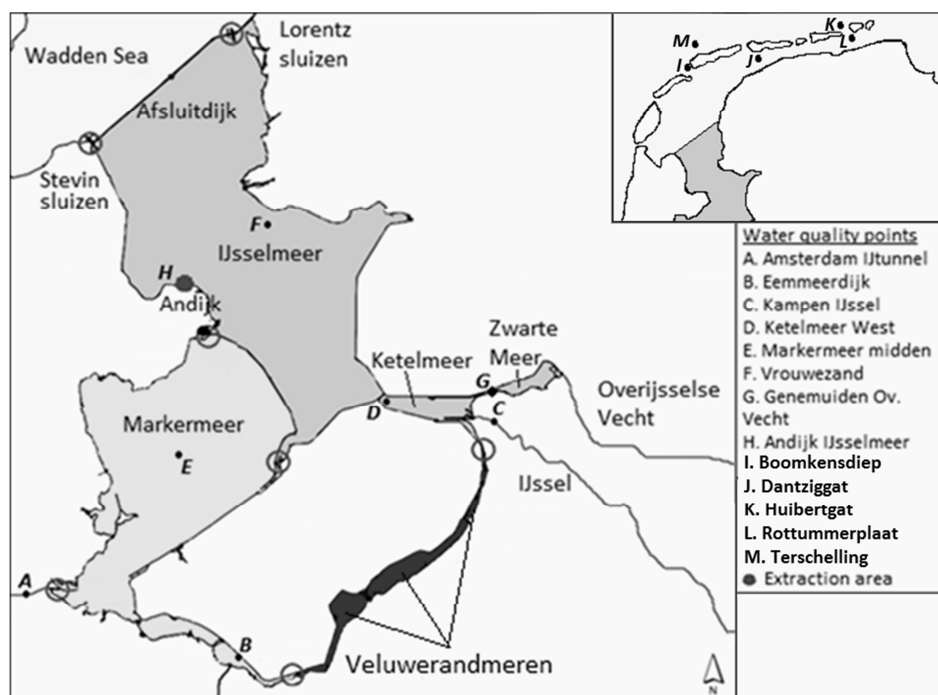 Wadden Sea
Lorentz
sluizen
Afsluitdijk
Stevin
sluizen
F
IJsselmeer
H
Andijk
Markermeer
E
Ketelmeer
Zwarte
Meer
G
D
C
Overijsselse
Vecht
IJssel
A
B
Veluwerandmeren
N
K
M
L
J
I
Water quality points
A. Amsterdam IJtunnel
B. Eemmeerdijk
C. Kampen IJssel
D. Ketelmeer West
E. Markermeer midden
F. Vrouwezand
G. Genemuiden Ov.
Vecht
H. Andijk IJsselmeer
I. Boomkensdiep
J. Dantziggat
K. Huibertgat
L. Rottummerplaat
M. Terschelling
Extraction area